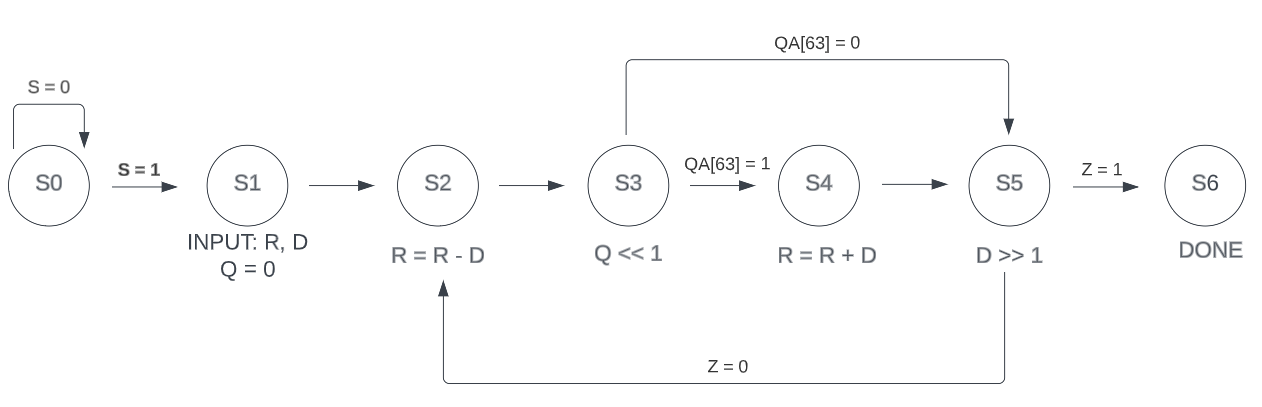 QA[63] = 0
S = 0
S = 1
QA[63] = 1
Z = 1
S0
S1
S2
S3
S4
S5
S6
INPUT: R, D
Q = 0
R = R - D
Q << 1
R = R + D
D >> 1
DONE
Z = 0